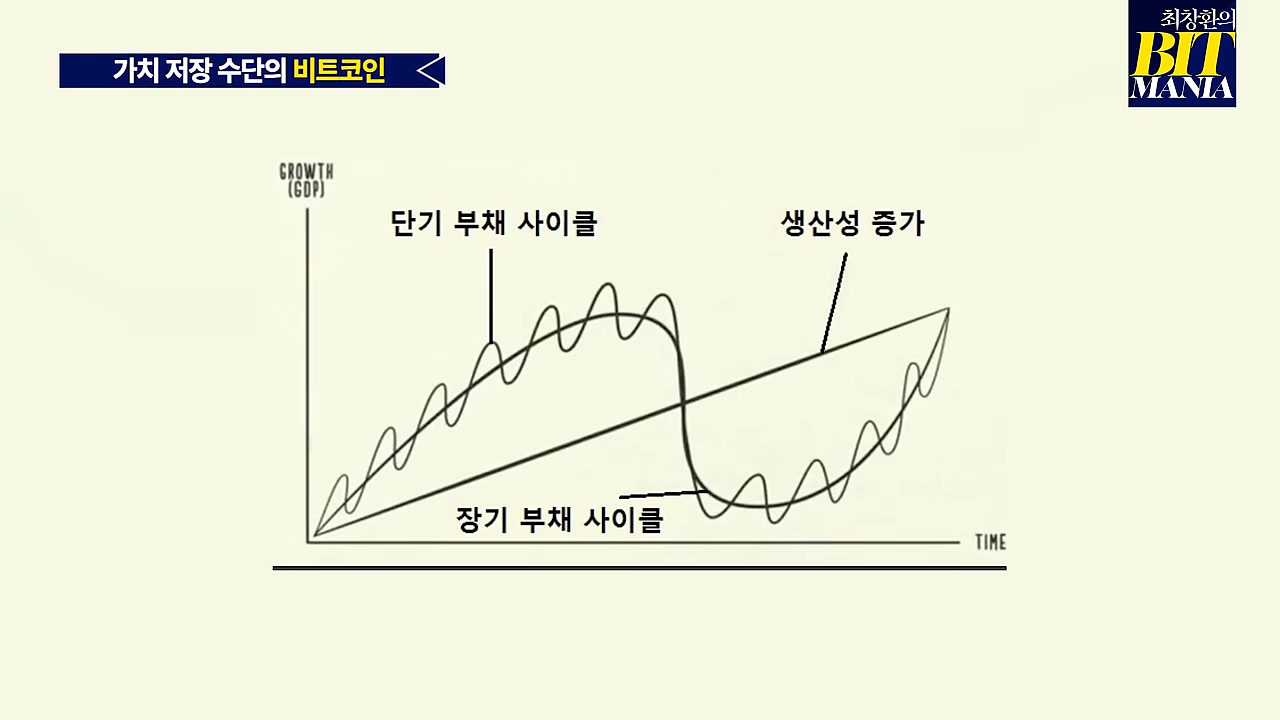 가치 저장 수단의 비트코인
최창환의
BIT
MANIA
GROWTH
(GDP)
단기 부채 사이클
생산성 증가
장기 부채 사이클
TIME